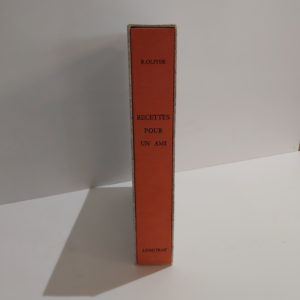 R.OLIVER
RECETTES
POUR
UN AMI